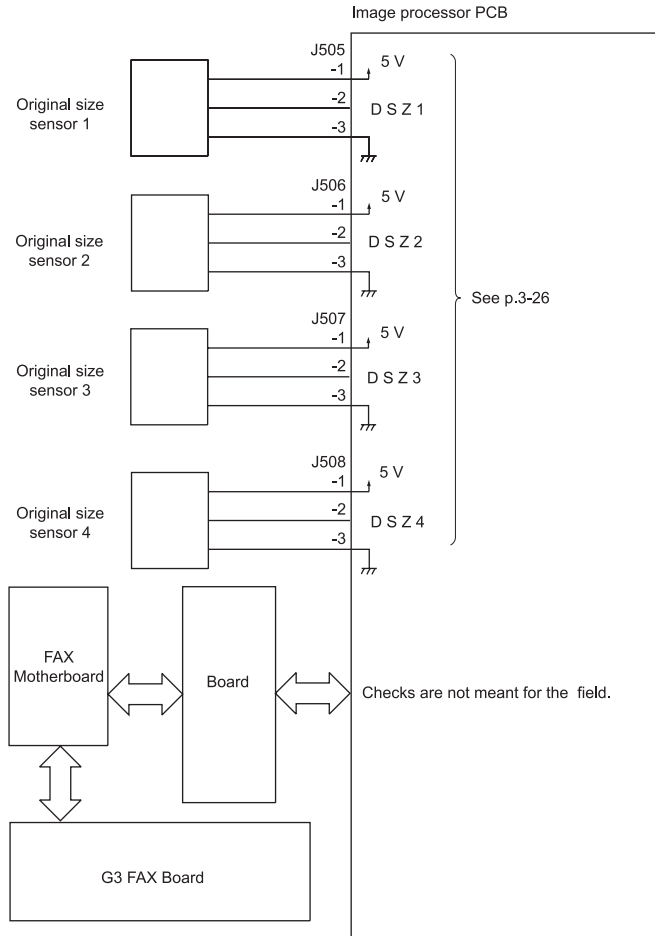 Image processor PCB
J505
-1
5 V
Original size
sensor 1
-2
D S Z 1
-3
J506
-1
5 V
Original size
sensor 2
-2
D S Z 2
-3
See p.3-26
J507
-1
5 V
Original size
sensor 3
-2
D S Z 3
-3
J508
-1
5 V
Original size
sensor 4
-2
D S Z 4
-3
FAX
Motherboard
Board
Checks are not meant for the field.
G3 FAX Board